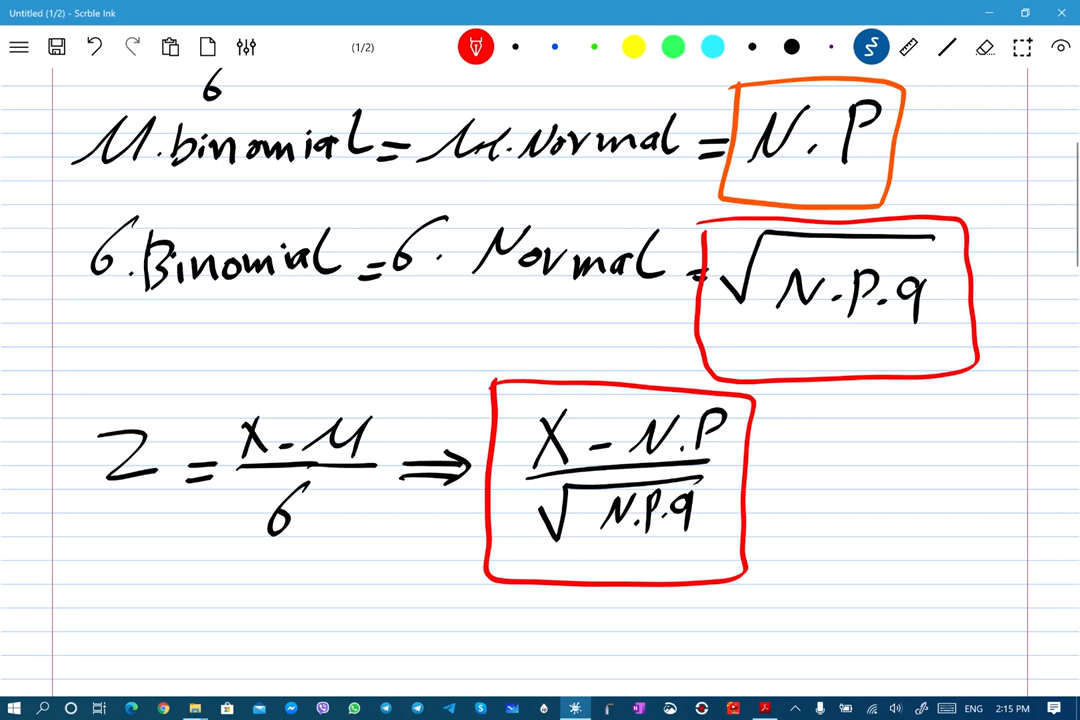 Untitled (1/2) - Scrble Ink
(1/2)
6
M.binomial = M.Normal = N.P
6.Binomial = 6. Normal = √N.P.q
Z = X - M / 6 ⇒ X - N.P / √N.P.q
ENG 2:15 PM